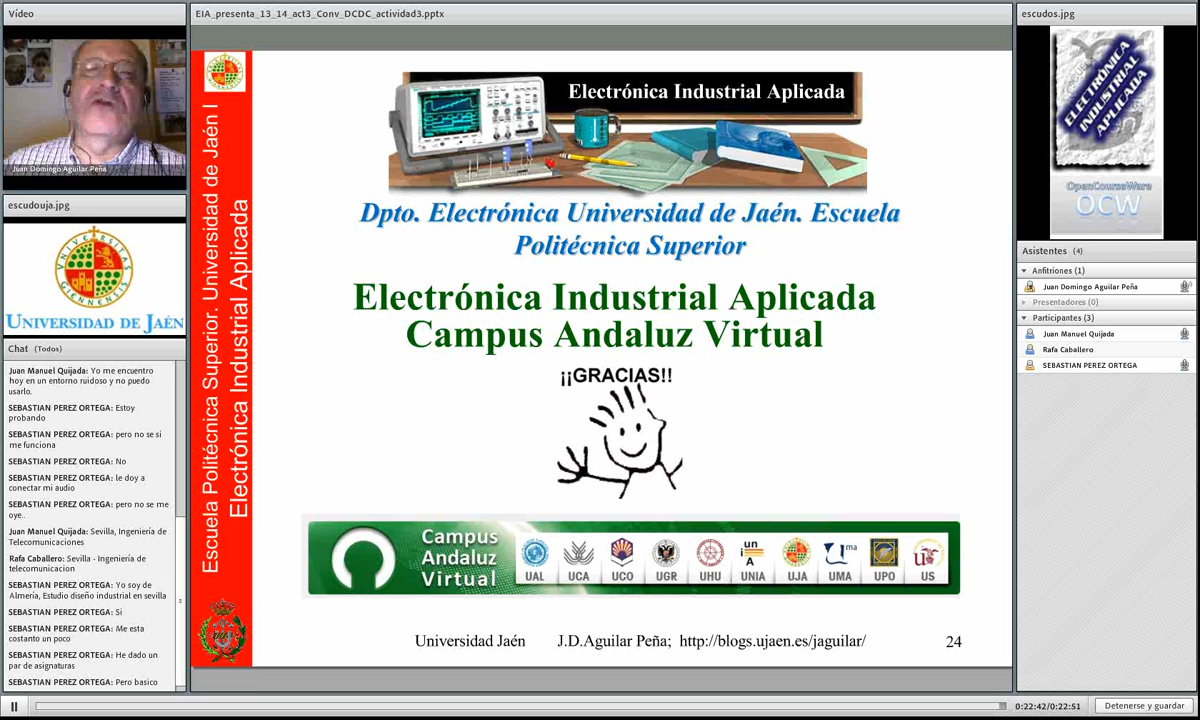 Vídeo
Juan Domingo Aguilar Peña
escudouja.jpg
UNIVERSITAS
GIENNENSIS
UNIVERSIDAD DE JAÉN
Chat (Todos)
Juan Manuel Quijada: Yo me encuentro
hoy en un entorno ruidoso y no puedo
usarlo.
SEBASTIAN PEREZ ORTEGA: Estoy
probando
SEBASTIAN PEREZ ORTEGA: pero no se si
me funciona
SEBASTIAN PEREZ ORTEGA: No
SEBASTIAN PEREZ ORTEGA: le doy a
conectar mi audio
SEBASTIAN PEREZ ORTEGA: pero no se me
oye..
Juan Manuel Quijada: Sevilla, Ingeniería de
Telecomunicaciones
Rafa Caballero: Sevilla - Ingeniería de
telecomunicacion
SEBASTIAN PEREZ ORTEGA: Yo soy de
Almería, Estudio diseño industrial en sevilla
SEBASTIAN PEREZ ORTEGA: Si
SEBASTIAN PEREZ ORTEGA: Me esta
costanto un poco
SEBASTIAN PEREZ ORTEGA: He dado un
par de asignaturas
SEBASTIAN PEREZ ORTEGA: Pero basico
EIA_presenta_13_14_act3_Conv_DCDC_actividad3.pptx
Escuela Politécnica Superior. Universidad de Jaén I
Electrónica Industrial Aplicada
Electrónica Industrial Aplicada
Dpto. Electrónica Universidad de Jaén. Escuela
Politécnica Superior
Electrónica Industrial Aplicada
Campus Andaluz Virtual
¡¡GRACIAS!!
Campus
Andaluz
Virtual
UAL UCA UCO UGR UHU UNIA UJA UMA UPO US
Universidad Jaén J.D.Aguilar Peña; http://blogs.ujaen.es/jaguilar/ 24
escudos.jpg
ELECTRÓNICA
INDUSTRIAL
APLICADA
OpenCourseWare
OCW
Asistentes (4)
Anfitriones (1)
Juan Domingo Aguilar Peña
Presentadores (0)
Participantes (3)
Juan Manuel Quijada
Rafa Caballero
SEBASTIAN PEREZ ORTEGA
0:22:42/0:22:51
Detenerse y guardar